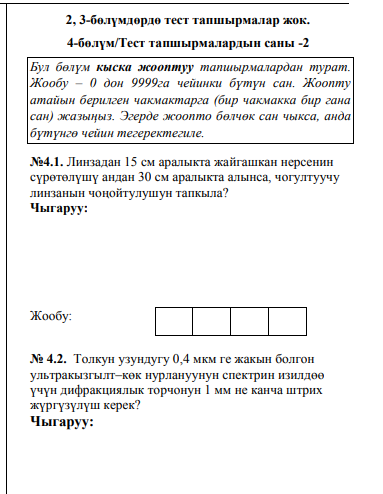 2, 3-бөлүмдөрдө тест тапшырмалар жок.
4-бөлүм/Тест тапшырмалардын саны -2
Бул бөлүм кыска жооптуу тапшырмалардан турат.
Жообу – 0 дон 9999га чейинки бүтүн сан. Жоопту
атайын берилген чакмактарга (бир чакмакка бир гана
сан) жазыңыз. Эгерде жоопто бөлчөк сан чыкса, анда
бүтүнгө чейин тегеректегиле.
№4.1. Линзадан 15 см аралыкта жайгашкан нерсенин
сүрөтөлүшү андан 30 см аралыкта алынса, чогултуучу
линзанын чоңойтулушун тапкыла?
Чыгаруу:
Жообу:
№ 4.2. Толкун узундугу 0,4 мкм ге жакын болгон
ультракызгылт–көк нурлануунун спектрин изилдөө
үчүн дифракциялык торчонун 1 мм не канча штрих
жүргүзүлүш керек?
Чыгаруу: